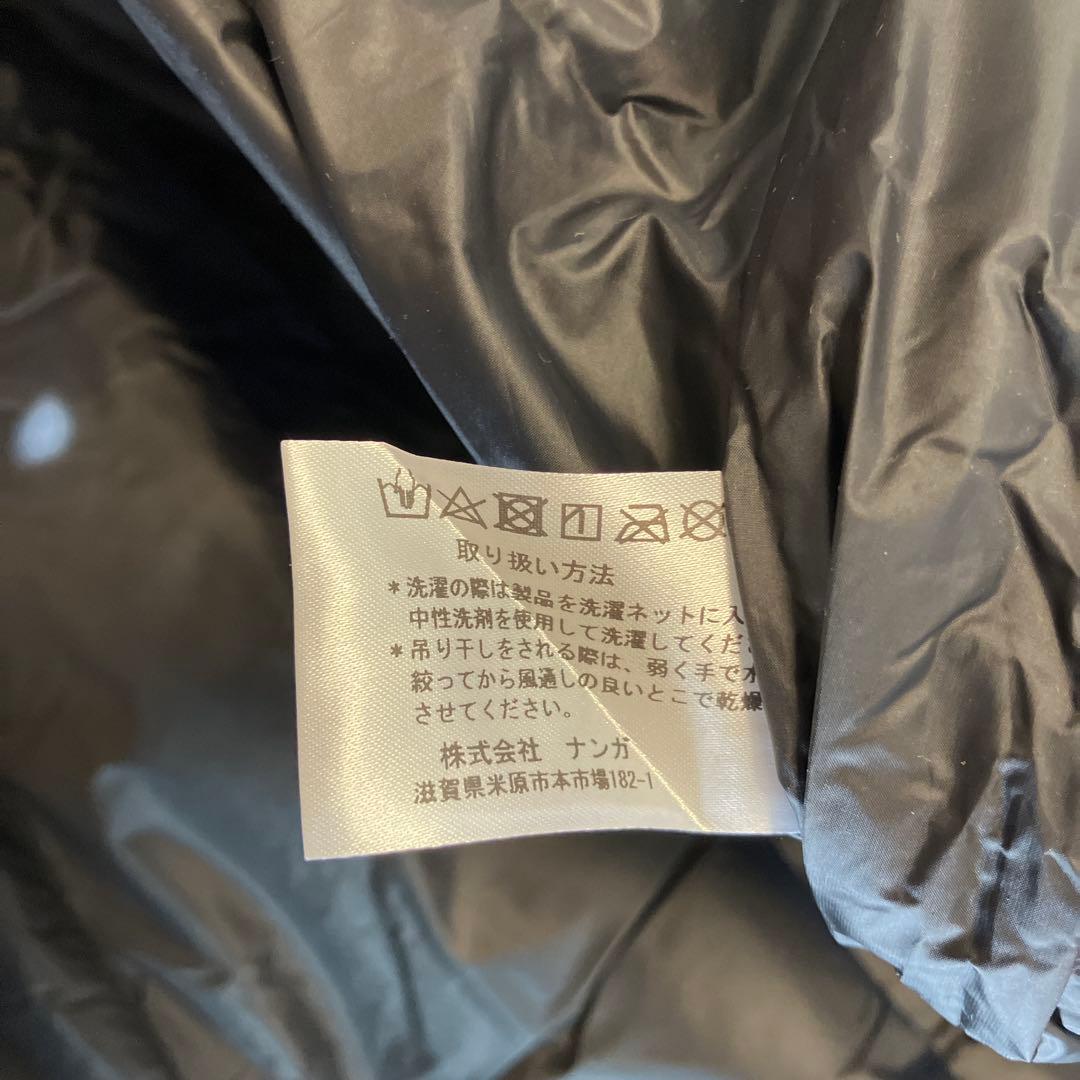 取り扱い方法
*洗濯の際は製品を洗濯ネットに入
中性洗剤を使用して洗濯してくださ
*吊り干しをされる際は、弱く手で水
絞ってから風通しの良いとこで乾燥
させてください。
株式会社 ナンガ
滋賀県米原市本市場182-1